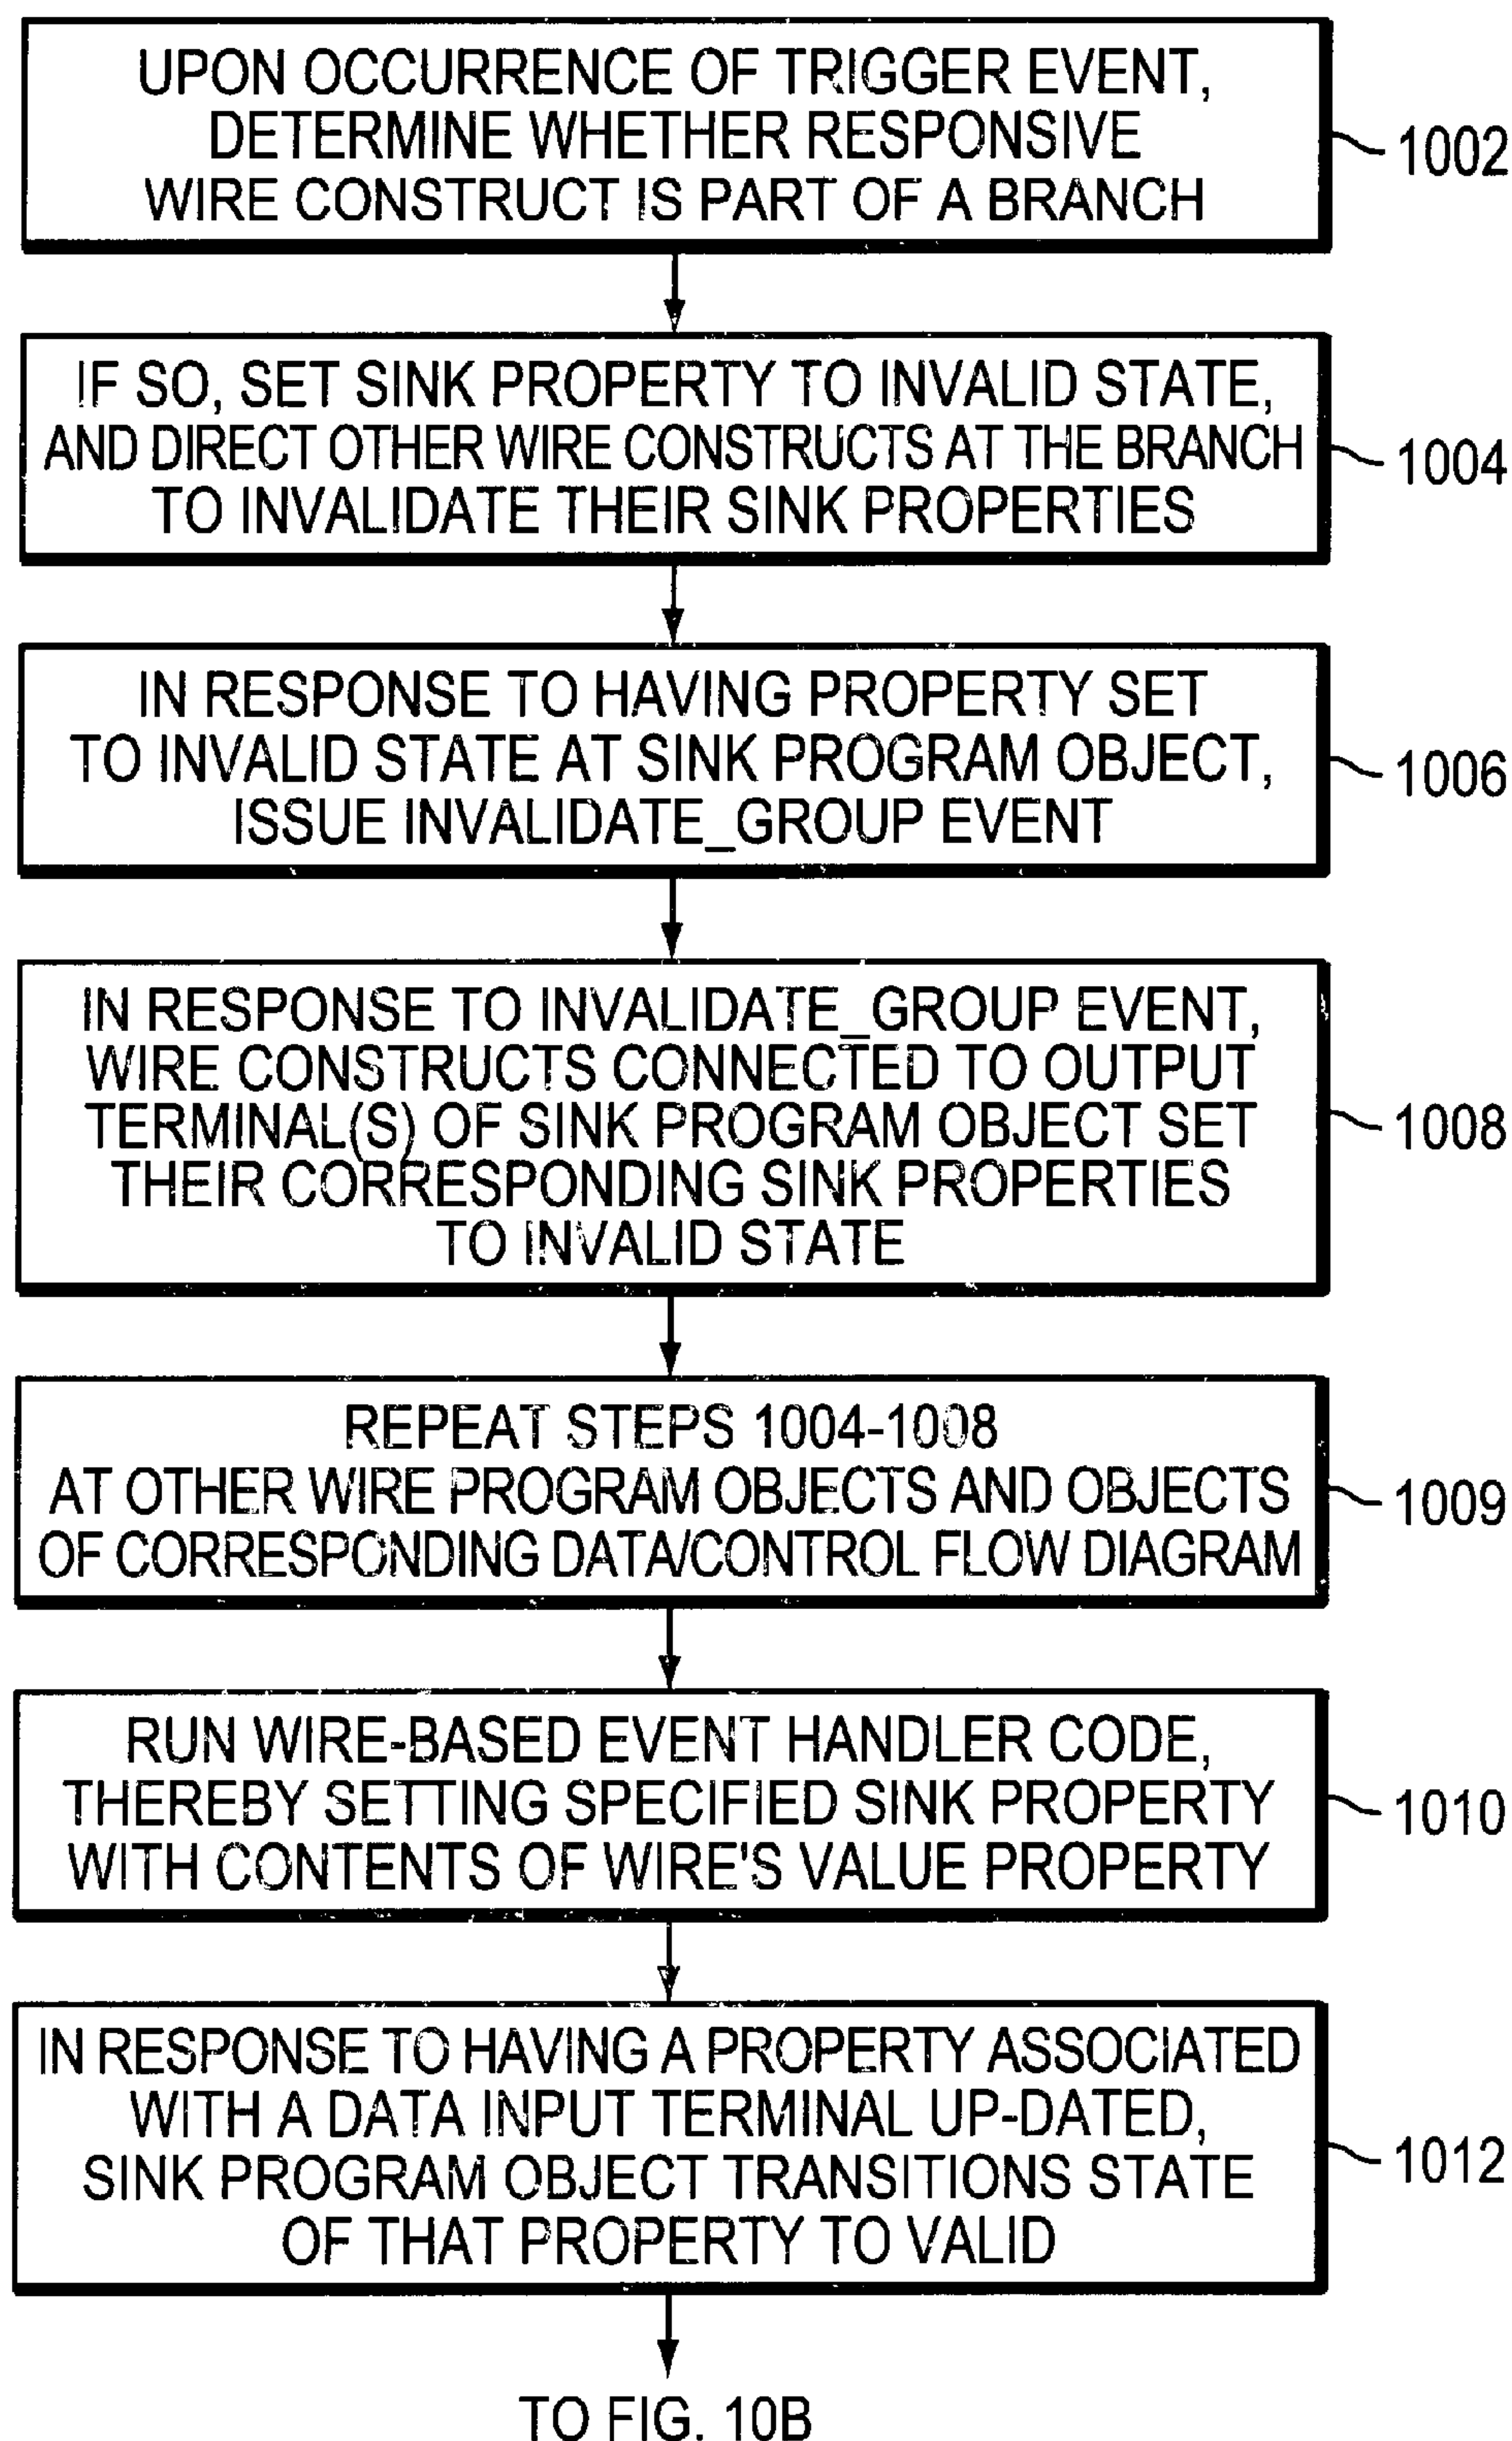 UPON OCCURRENCE OF TRIGGER EVENT,
DETERMINE WHETHER RESPONSIVE
WIRE CONSTRUCT IS PART OF A BRANCH
1002
IF SO, SET SINK PROPERTY TO INVALID STATE,
AND DIRECT OTHER WIRE CONSTRUCTS AT THE BRANCH
TO INVALIDATE THEIR SINK PROPERTIES
1004
IN RESPONSE TO HAVING PROPERTY SET
TO INVALID STATE AT SINK PROGRAM OBJECT,
ISSUE INVALIDATE_GROUP EVENT
1006
IN RESPONSE TO INVALIDATE_GROUP EVENT,
WIRE CONSTRUCTS CONNECTED TO OUTPUT
TERMINAL(S) OF SINK PROGRAM OBJECT SET
THEIR CORRESPONDING SINK PROPERTIES
TO INVALID STATE
1008
REPEAT STEPS 1004-1008
AT OTHER WIRE PROGRAM OBJECTS AND OBJECTS
OF CORRESPONDING DATA/CONTROL FLOW DIAGRAM
1009
RUN WIRE-BASED EVENT HANDLER CODE,
THEREBY SETTING SPECIFIED SINK PROPERTY
WITH CONTENTS OF WIRE'S VALUE PROPERTY
1010
IN RESPONSE TO HAVING A PROPERTY ASSOCIATED
WITH A DATA INPUT TERMINAL UP-DATED,
SINK PROGRAM OBJECT TRANSITIONS STATE
OF THAT PROPERTY TO VALID
1012
TO FIG. 10B